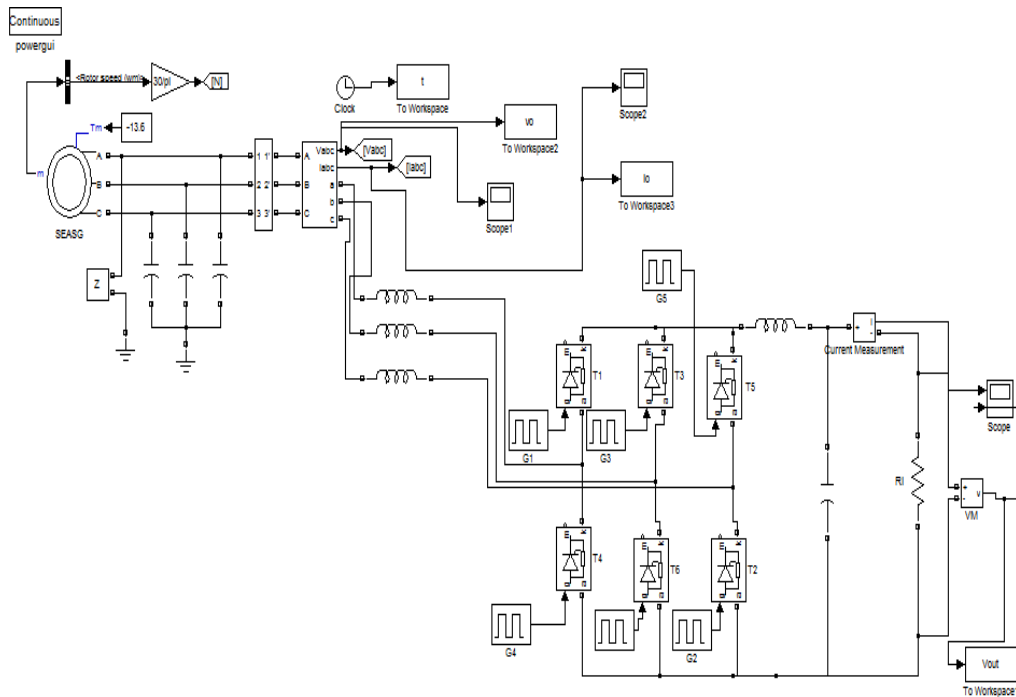 Continuous
powergui
<Rotor speed (wm)>
30/pi
[N]
Tm
-13.6
m
A
B
C
SEASG
Z
1 1'
2 2'
3 3'
A
B
C
Vabc
Iabc
a
b
c
[Vabc]
[Iabc]
Clock
t
To Workspace
vo
To Workspace2
Scope1
Scope2
Io
To Workspace3
G5
m
k
g
a
T1
m
k
g
a
T3
m
k
g
a
T5
G1
G3
+
i
-
Current Measurement
Scope
Rl
+
-
v
VM
m
k
g
a
T4
m
k
g
a
T6
m
k
g
a
T2
G4
G2
Vout
To Workspace